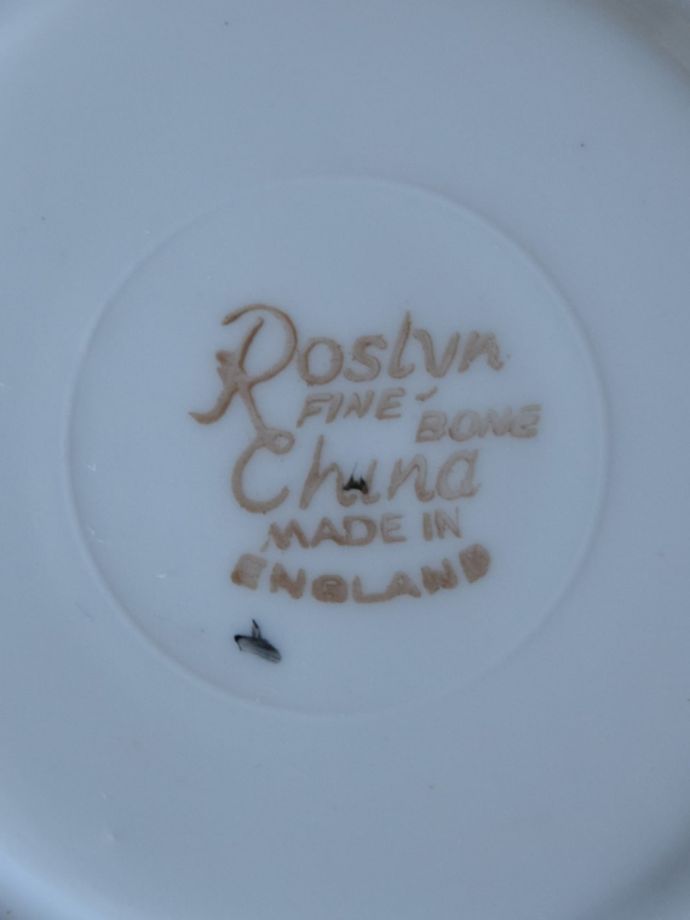 Roslyn
FINE BONE
China
MADE IN
ENGLAND